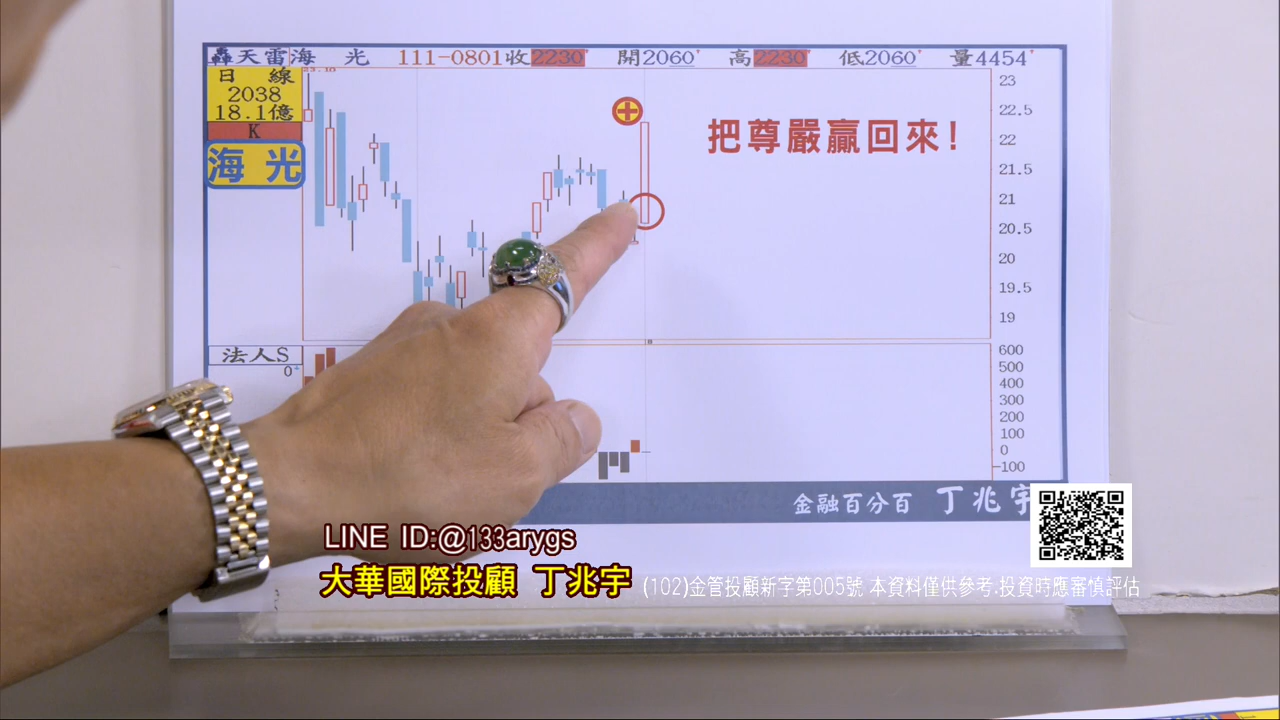 轟天雷海 光 111-0801收2230' 開2060' 高2230' 低2060' 量4454'
日 線
2038
18.1億
K
海 光
把尊嚴贏回來!
23
22.5
22
21.5
21
20.5
20
19.5
19
法人S
0
600
500
400
300
200
100
0
-100
金融百分百 丁兆宇
LINE ID:@133arygs
大華國際投顧 丁兆宇 (102)金管投顧新字第005號 本資料僅供參考.投資時應審慎評估